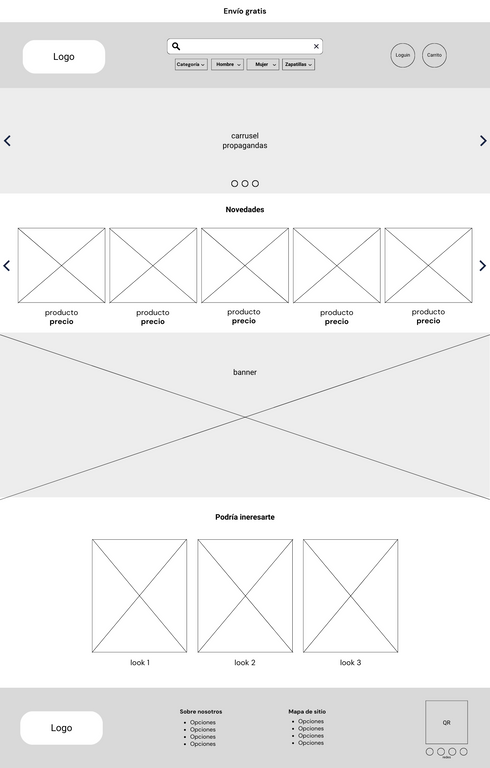 Envío gratis
Logo
Categoría
Hombre
Mujer
Zapatillas
Loguin
Carrito
carrusel
propagandas
Novedades
producto
precio
producto
precio
producto
precio
producto
precio
producto
precio
banner
Podría ineresarte
look 1
look 2
look 3
Logo
Sobre nosotros
Opciones
Opciones
Opciones
Opciones
Mapa de sitio
Opciones
Opciones
Opciones
Opciones
QR
redes